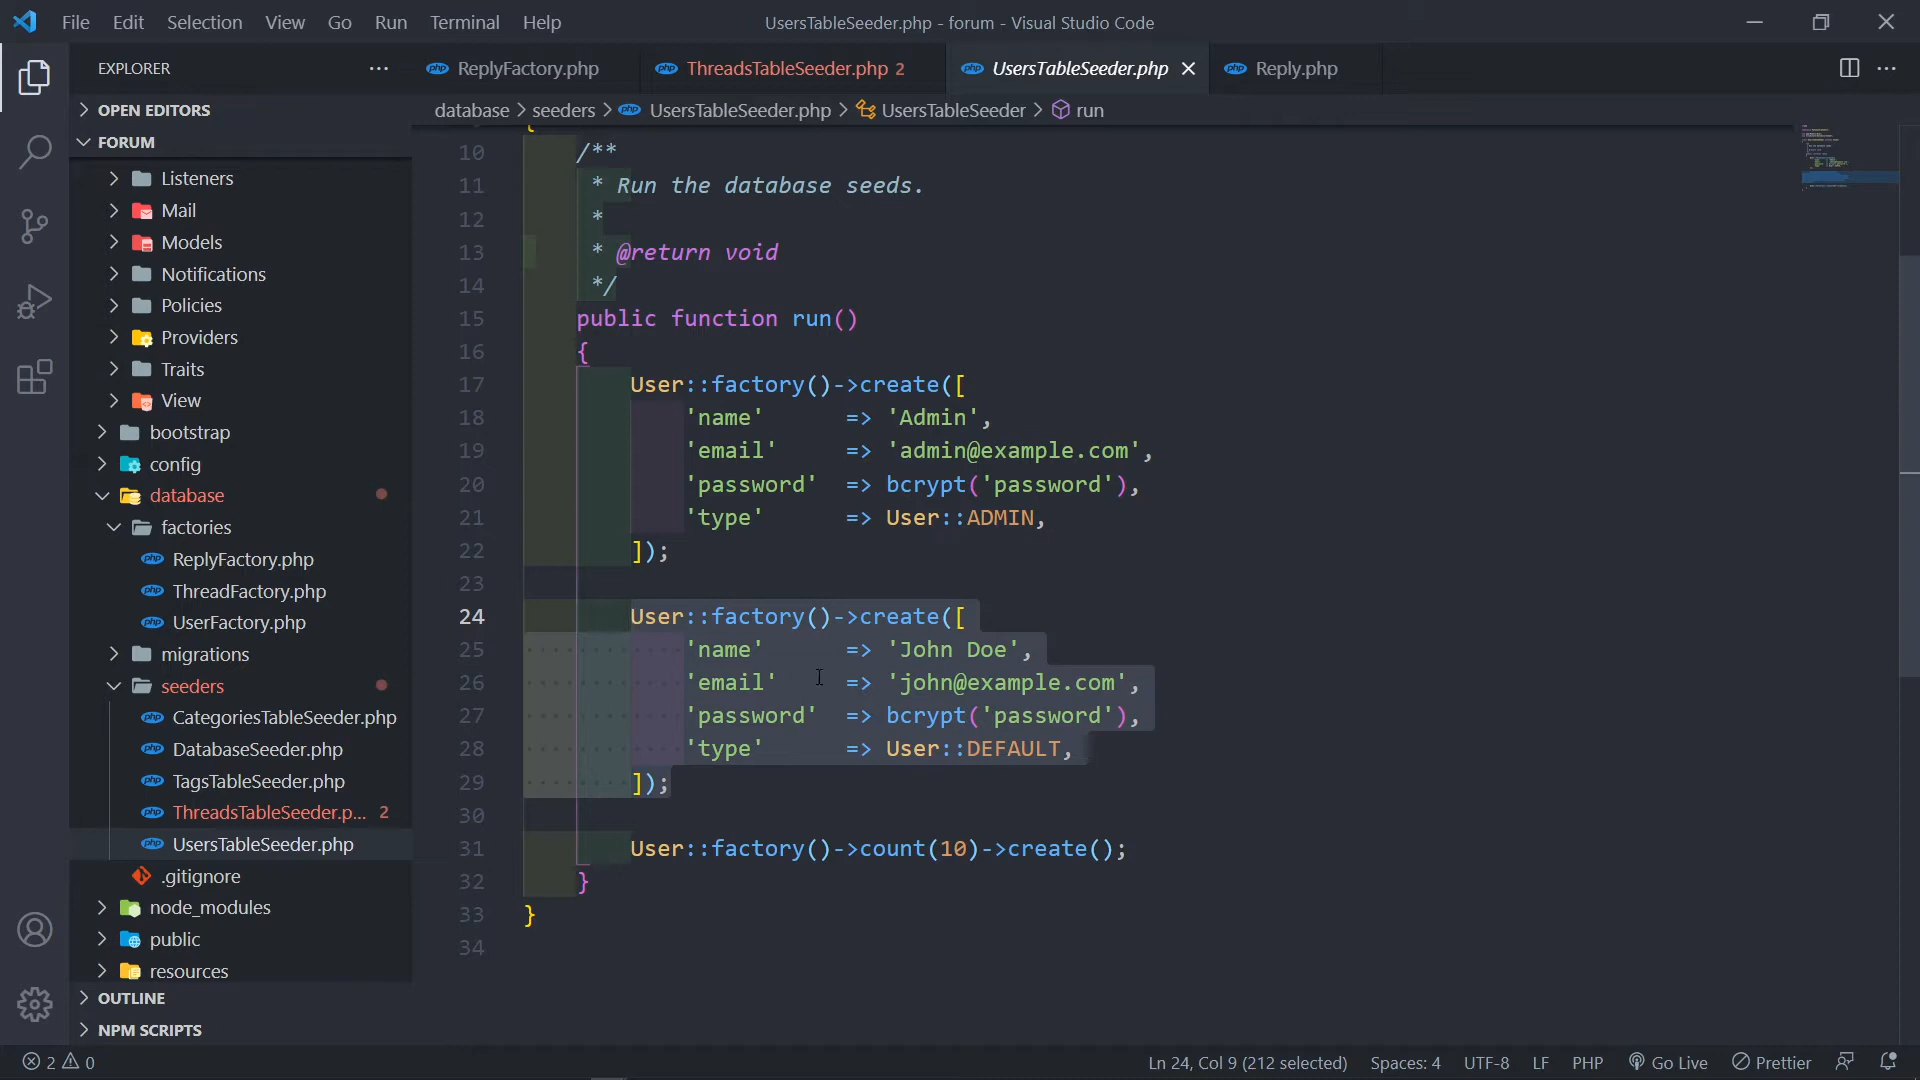 File Edit Selection View Go Run Terminal Help
UsersTableSeeder.php - forum - Visual Studio Code
EXPLORER
OPEN EDITORS
FORUM
Listeners
Mail
Models
Notifications
Policies
Providers
Traits
View
bootstrap
config
database
factories
ReplyFactory.php
ThreadFactory.php
UserFactory.php
migrations
seeders
CategoriesTableSeeder.php
DatabaseSeeder.php
TagsTableSeeder.php
ThreadsTableSeeder.p... 2
UsersTableSeeder.php
.gitignore
node_modules
public
resources
OUTLINE
NPM SCRIPTS
php ReplyFactory.php php ThreadsTableSeeder.php 2 php UsersTableSeeder.php php Reply.php
database > seeders > php UsersTableSeeder.php > UsersTableSeeder > run
10 /**
11 * Run the database seeds.
12 *
13 * @return void
14 */
15 public function run()
16 {
17 User::factory()->create([
18 'name' => 'Admin',
19 'email' => 'admin@example.com',
20 'password' => bcrypt('password'),
21 'type' => User::ADMIN,
22 ]);
23
24 User::factory()->create([
25 'name' => 'John Doe',
26 'email' => 'john@example.com',
27 'password' => bcrypt('password'),
28 'type' => User::DEFAULT,
29 ]);
30
31 User::factory()->count(10)->create();
32 }
33 }
34
2 0 Ln 24, Col 9 (212 selected) Spaces: 4 UTF-8 LF PHP Go Live Prettier